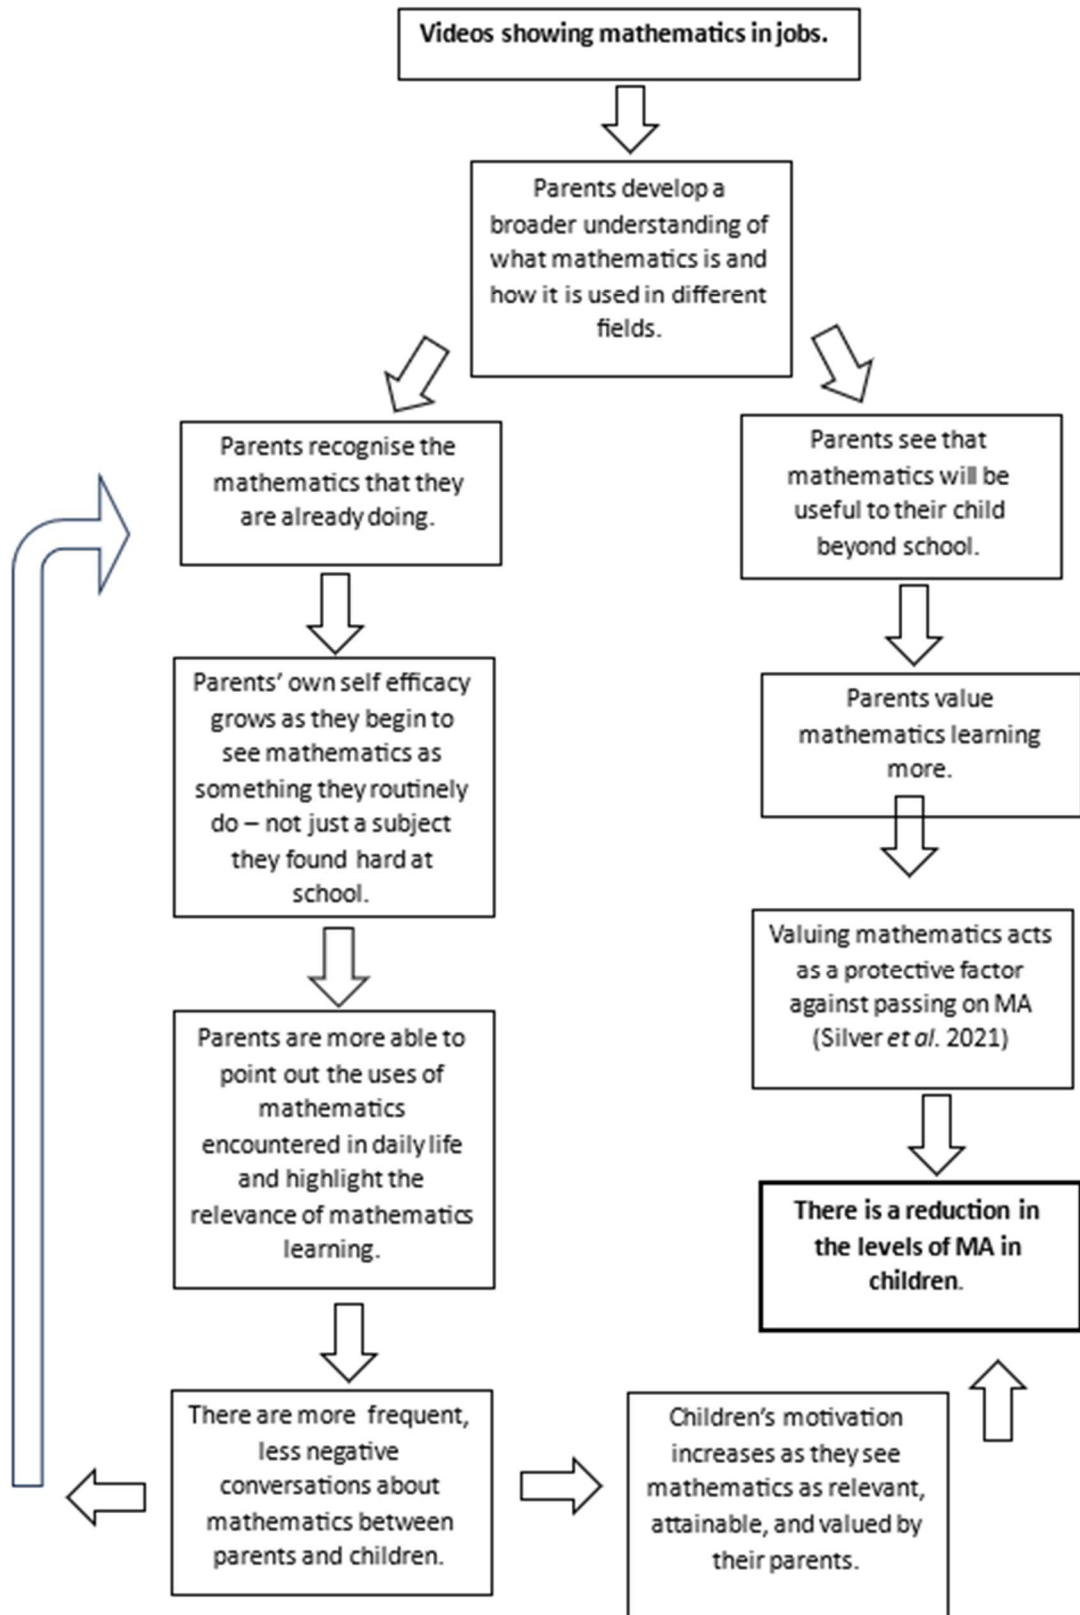 Videos showing mathematics in jobs.
Parents develop a
broader understanding of
what mathematics is and
how it is used in different
fields.
Parents recognise the
mathematics that they
are already doing.
Parents' own self efficacy
grows as they begin to
see mathematics as
something they routinely
do – not just a subject
they found hard at
school.
Parents are more able to
point out the uses of
mathematics
encountered in daily life
and highlight the
relevance of mathematics
learning.
There are more frequent,
less negative
conversations about
mathematics between
parents and children.
Parents see that
mathematics will be
useful to their child
beyond school.
Parents value
mathematics learning
more.
Valuing mathematics acts
as a protective factor
against passing on MA
(Silver et al. 2021)
There is a reduction in
the levels of MA in
children.
Children's motivation
increases as they see
mathematics as relevant,
attainable, and valued by
their parents.